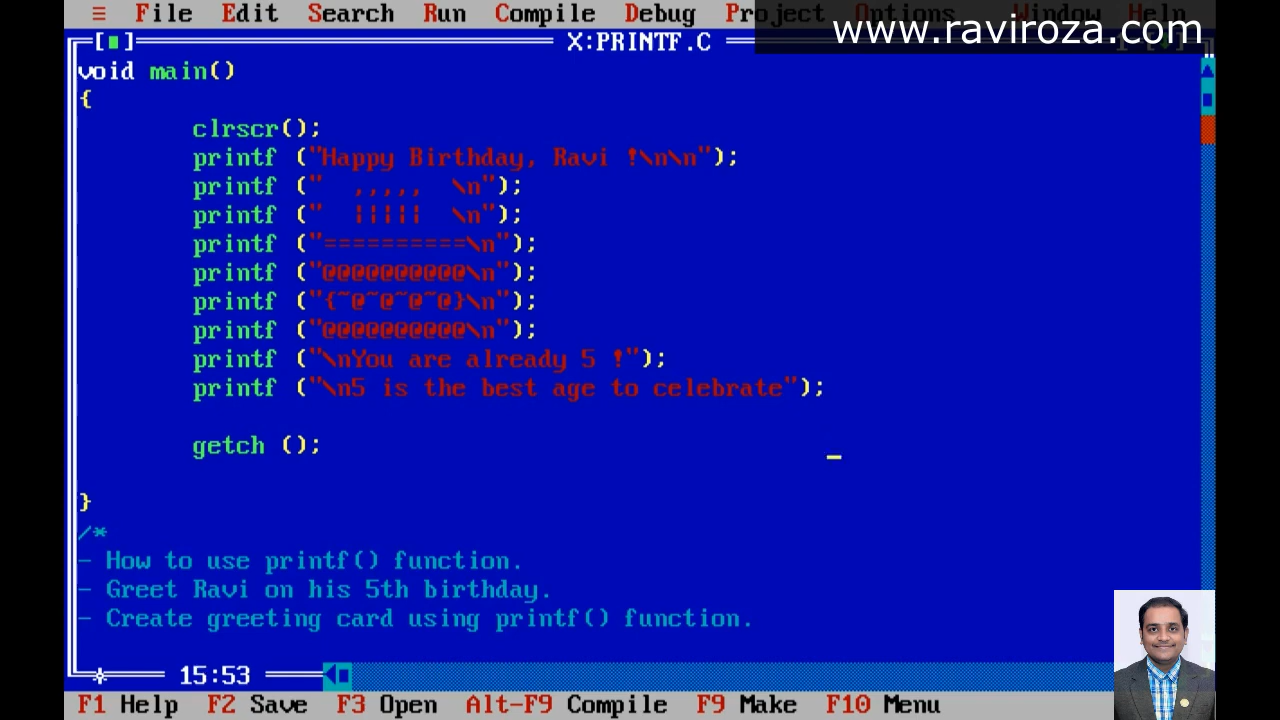 ≡ File Edit Search Run Compile Debug Project Options Window Help
www.raviroza.com
X:PRINTF.C
void main()
{
clrscr();
printf ("Happy Birthday, Ravi !\n\n");
printf ("  ,,,,,  \n");
printf ("  |||||  \n");
printf ("==========\n");
printf ("@@@@@@@@@@\n");
printf ("{~@~@~@~@}\n");
printf ("@@@@@@@@@@\n");
printf ("\nYou are already 5 !");
printf ("\n5 is the best age to celebrate");
getch ();
}
/*
- How to use printf() function.
- Greet Ravi on his 5th birthday.
- Create greeting card using printf() function.
15:53
F1 Help F2 Save F3 Open Alt-F9 Compile F9 Make F10 Menu